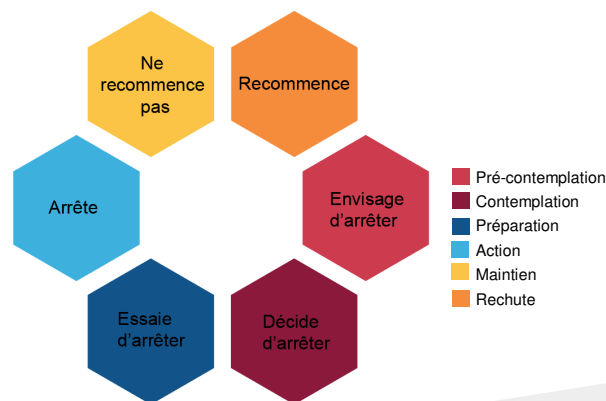 Ne
recommence
pas
Recommence
Arrête
Envisage
d'arrêter
Essaie
d'arrêter
Décide
d'arrêter
Pré-contemplation
Contemplation
Préparation
Action
Maintien
Rechute